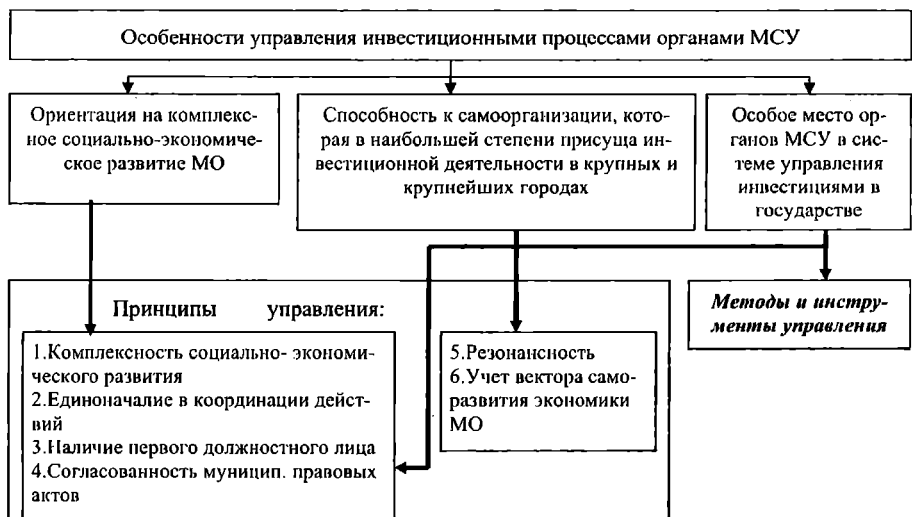 Особенности управления инвестиционными процессами органами МСУ
Ориентация на комплекс-
ное социально-экономиче-
ское развитие МО
Способность к самоорганизации, кото-
рая в наибольшей степени присуща ин-
вестиционной деятельности в крупных и
крупнейших городах
Особое место ор-
ганов МСУ в сис-
теме управления
инвестициями в
государстве
Методы и инстру-
менты управления
Принципы управления:
1.Комплексность социально- экономи-
ческого развития
2.Единоначалие в координации дейст-
вий
3.Наличие первого должностного лица
4.Согласованность муницип. правовых
актов
5.Резонансность
6.Учет вектора само-
развития экономики
МО